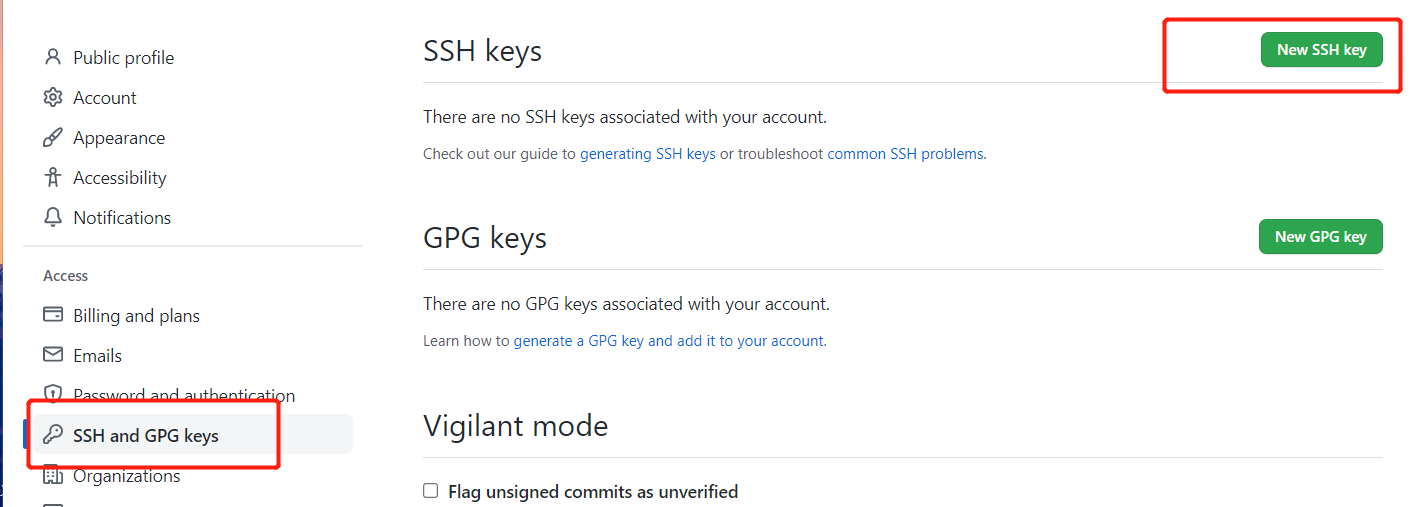 Public profile
Account
Appearance
Accessibility
Notifications
Access
Billing and plans
Emails
Password and authentication
SSH and GPG keys
Organizations
SSH keys
New SSH key
There are no SSH keys associated with your account.
Check out our guide to generating SSH keys or troubleshoot common SSH problems.
GPG keys
New GPG key
There are no GPG keys associated with your account.
Learn how to generate a GPG key and add it to your account.
Vigilant mode
Flag unsigned commits as unverified